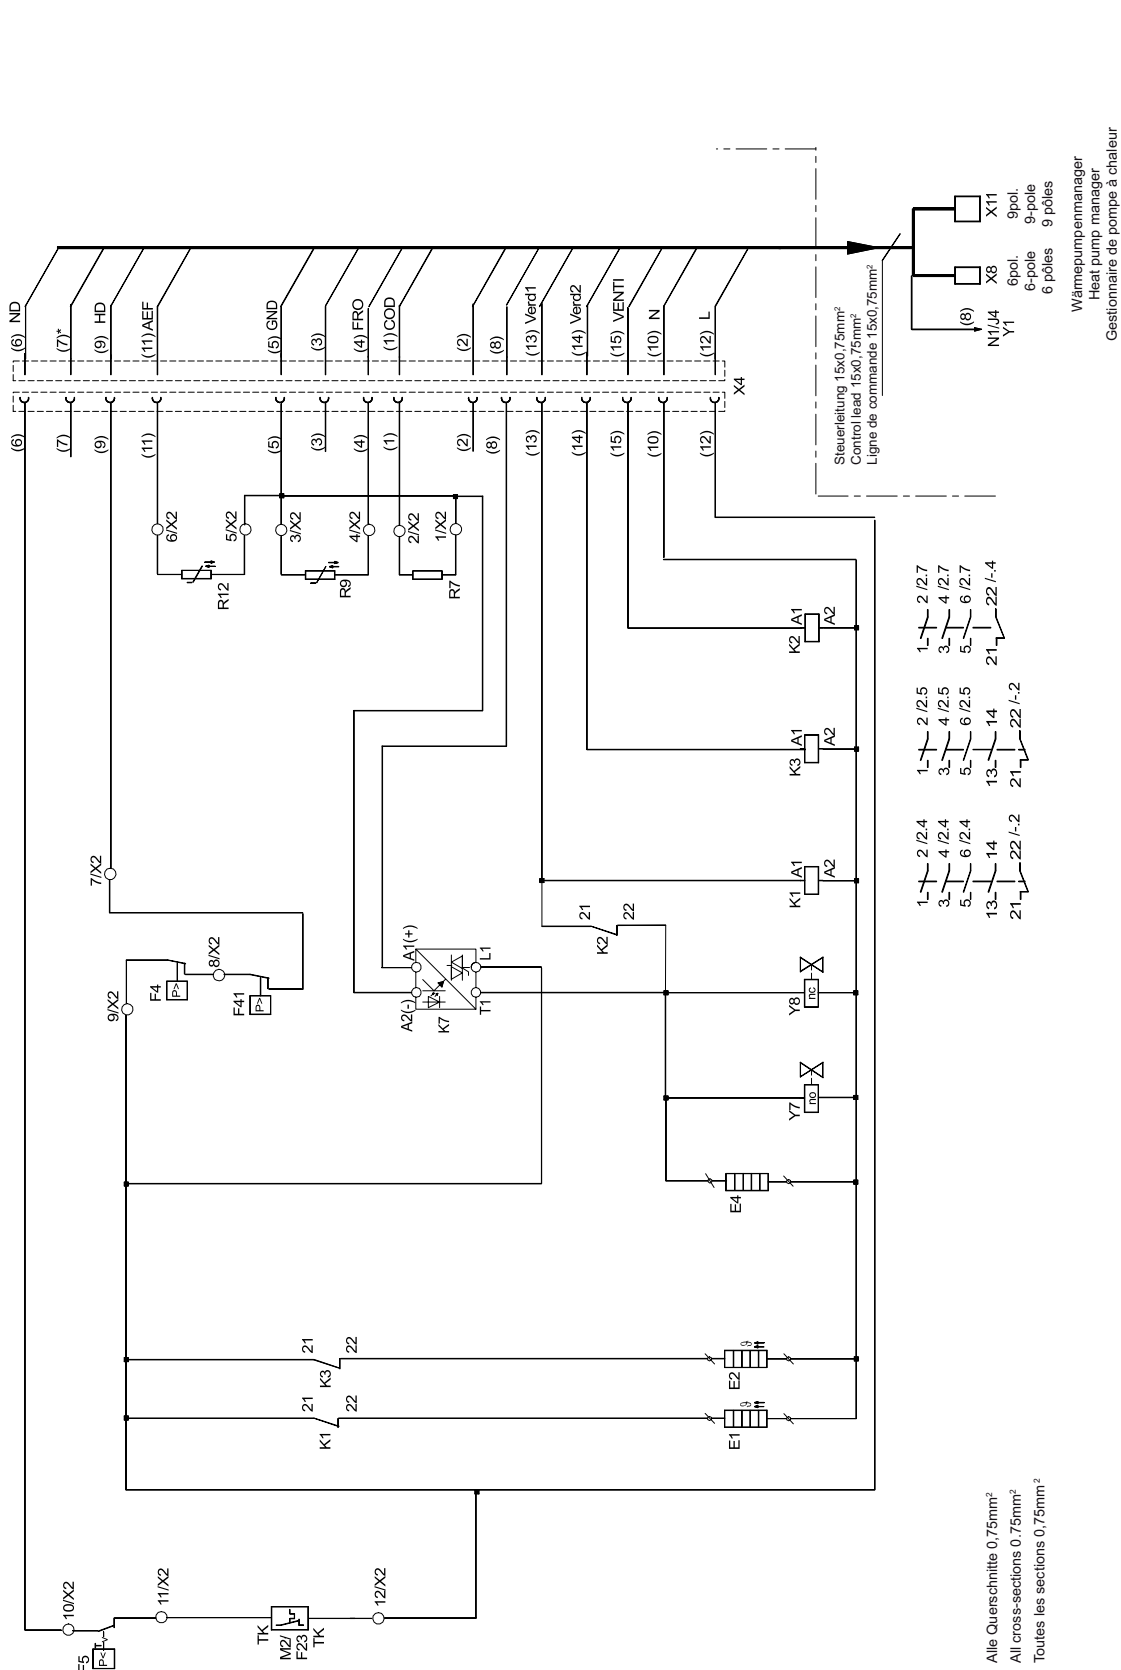 (6) ND
(7)*
(9) HD
(11) AEF
(5) GND
(3)
(4) FRO
(1) COD
(2)
(8)
(13) Verd1
(14) Verd2
(15) VENTI
(10) N
(12) L
X4
(6)
(7)
(9)
(11)
(5)
(3)
(4)
(1)
(2)
(8)
(13)
(14)
(15)
(10)
(12)
Steuerleitung 15x0,75mm²
Control lead 15x0,75mm²
Ligne de commande 15x0,75mm²
(8)
N1/J4
Y1
X8
6pol.
6-pole
6 pôles
X11
9pol.
9-pole
9 pôles
Wärmepumpenmanager
Heat pump manager
Gestionnaire de pompe à chaleur
6/X2
5/X2
3/X2
4/X2
2/X2
1/X2
R12
R9
R7
K2 A1
A2
K3 A1
A2
K1 A1
A2
1 2 /2.7
3 4 /2.7
5 6 /2.7
21 22 /-.4
1 2 /2.5
3 4 /2.5
5 6 /2.5
13 14
21 22 /-.2
1 2 /2.4
3 4 /2.4
5 6 /2.4
13 14
21 22 /-.2
7/X2
9/X2
F4
P>
8/X2
F41
P>
A2(-)
A1(+)
K7
T1
L1
21
K2
22
Y8
nc
Y7
no
E4
21
K3
22
E2
ϑ
21
K1
22
E1
ϑ
10/X2
F5
P<
11/X2
TK
M2/
F23
TK
12/X2
Alle Querschnitte 0,75mm²
All cross-sections 0.75mm²
Toutes les sections 0,75mm²